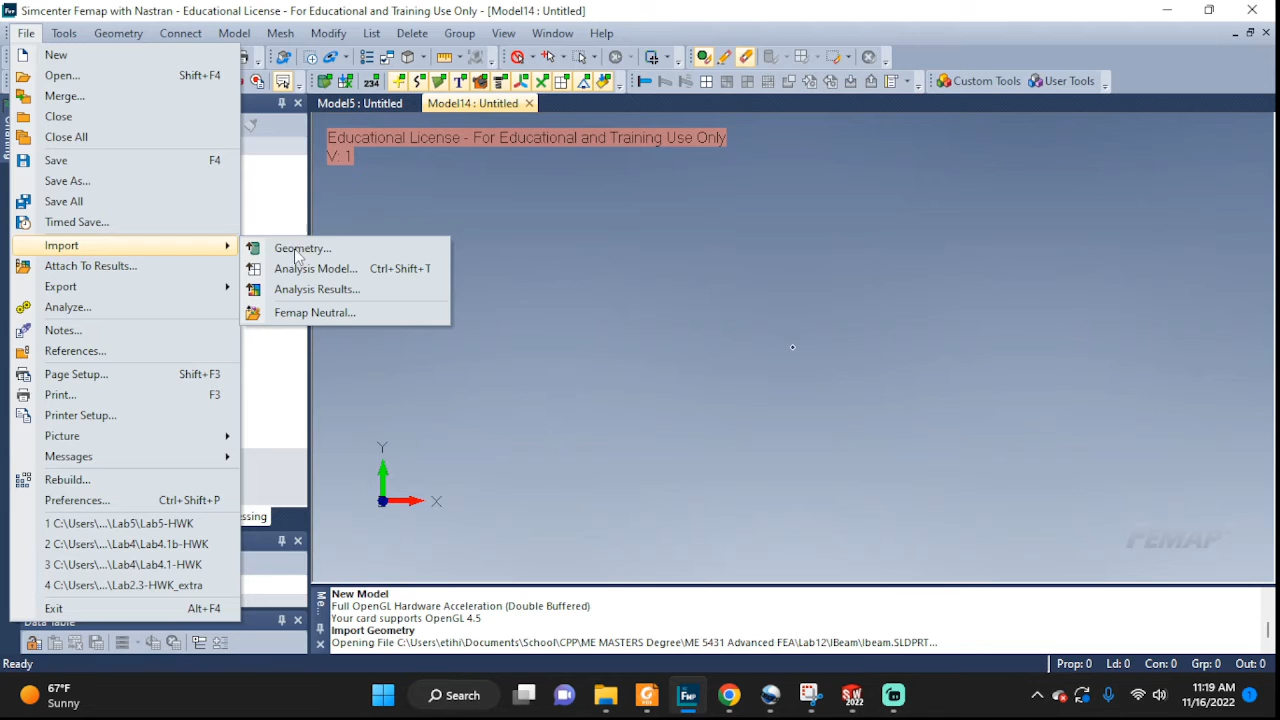 Simcenter Femap with Nastran - Educational License - For Educational and Training Use Only - [Model14 : Untitled]
File Tools Geometry Connect Model Mesh Modify List Delete Group View Window Help
234
Custom Tools User Tools
Model5 : Untitled Model14 : Untitled
Educational License - For Educational and Training Use Only
V: 1
New
Open... Shift+F4
Merge...
Close
Close All
Save F4
Save As...
Save All
Timed Save...
Import
Attach To Results...
Export
Analyze...
Notes...
References...
Page Setup... Shift+F3
Print... F3
Printer Setup...
Picture
Messages
Rebuild...
Preferences... Ctrl+Shift+P
1 C:\Users\...\Lab5\Lab5-HWK
2 C:\Users\...\Lab4\Lab4.1b-HWK
3 C:\Users\...\Lab4\Lab4.1-HWK
4 C:\Users\...\Lab2.3-HWK_extra
Exit Alt+F4
Geometry...
Analysis Model... Ctrl+Shift+T
Analysis Results...
Femap Neutral...
Y
X
FEMAP
ssing
Me...
New Model
Full OpenGL Hardware Acceleration (Double Buffered)
Your card supports OpenGL 4.5
Import Geometry
Opening File C:\Users\etihi\Documents\School\CPP\ME MASTERS Degree\ME 5431 Advanced FEA\Lab12\IBeam\Ibeam.SLDPRT...
Ready Prop: 0 Ld: 0 Con: 0 Grp: 0 Out: 0
67°F
Sunny
Search
FMP
SW
2022
11:19 AM
11/16/2022
1